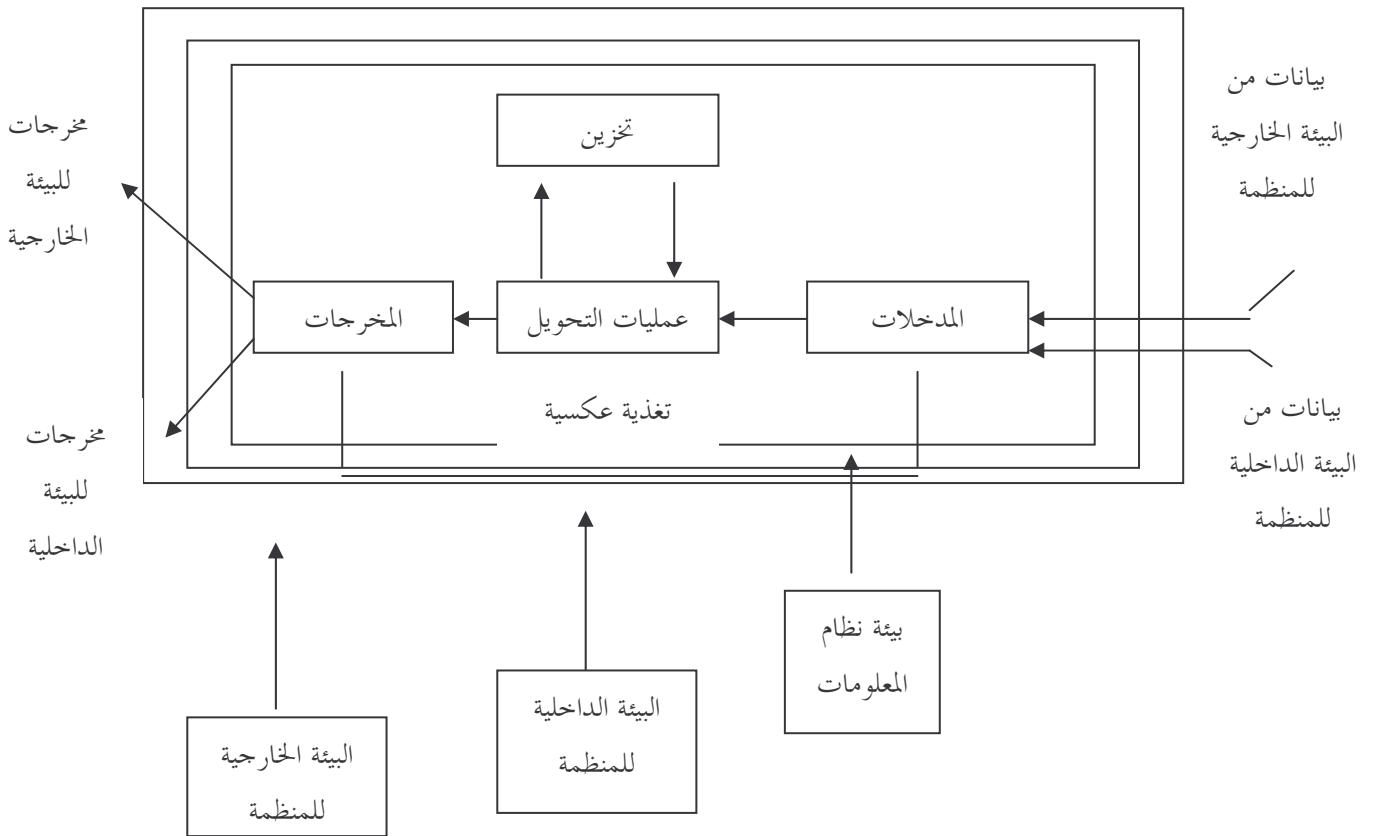 بيانات من
البيئة الخارجية
للمنظمة
تخزين
مخرجات
للبيئة
الخارجية
المدخلات
عمليات التحويل
المخرجات
تغذية عكسية
بيانات من
البيئة الداخلية
للمنظمة
مخرجات
للبيئة
الداخلية
بيئة نظام
المعلومات
البيئة الداخلية
للمنظمة
البيئة الخارجية
للمنظمة